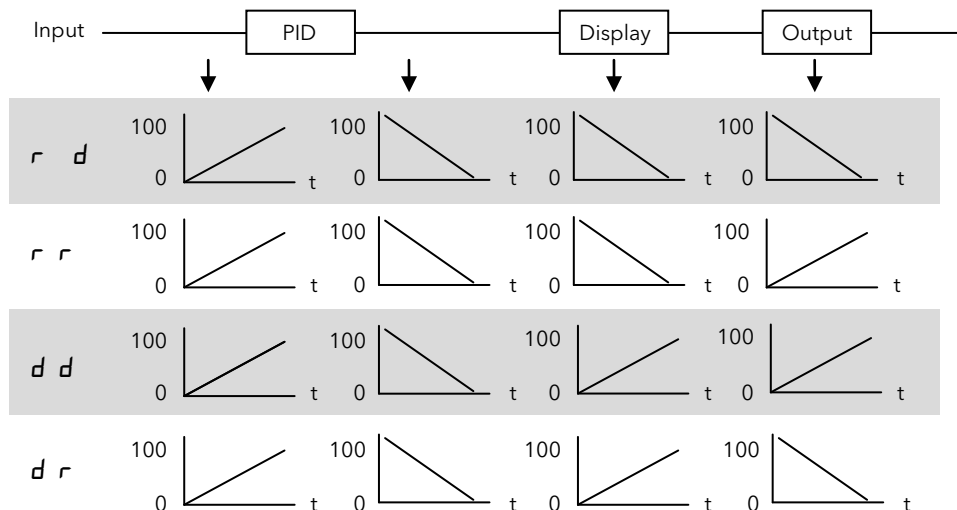 Input PID Display Output
r d 100 100 100 100
0 t 0 t 0 t 0 t
r r 100 100 100 100
0 t 0 t 0 t 0 t
d d 100 100 100 100
0 t 0 t 0 t 0 t
d r 100 100 100 100
0 t 0 t 0 t 0 t